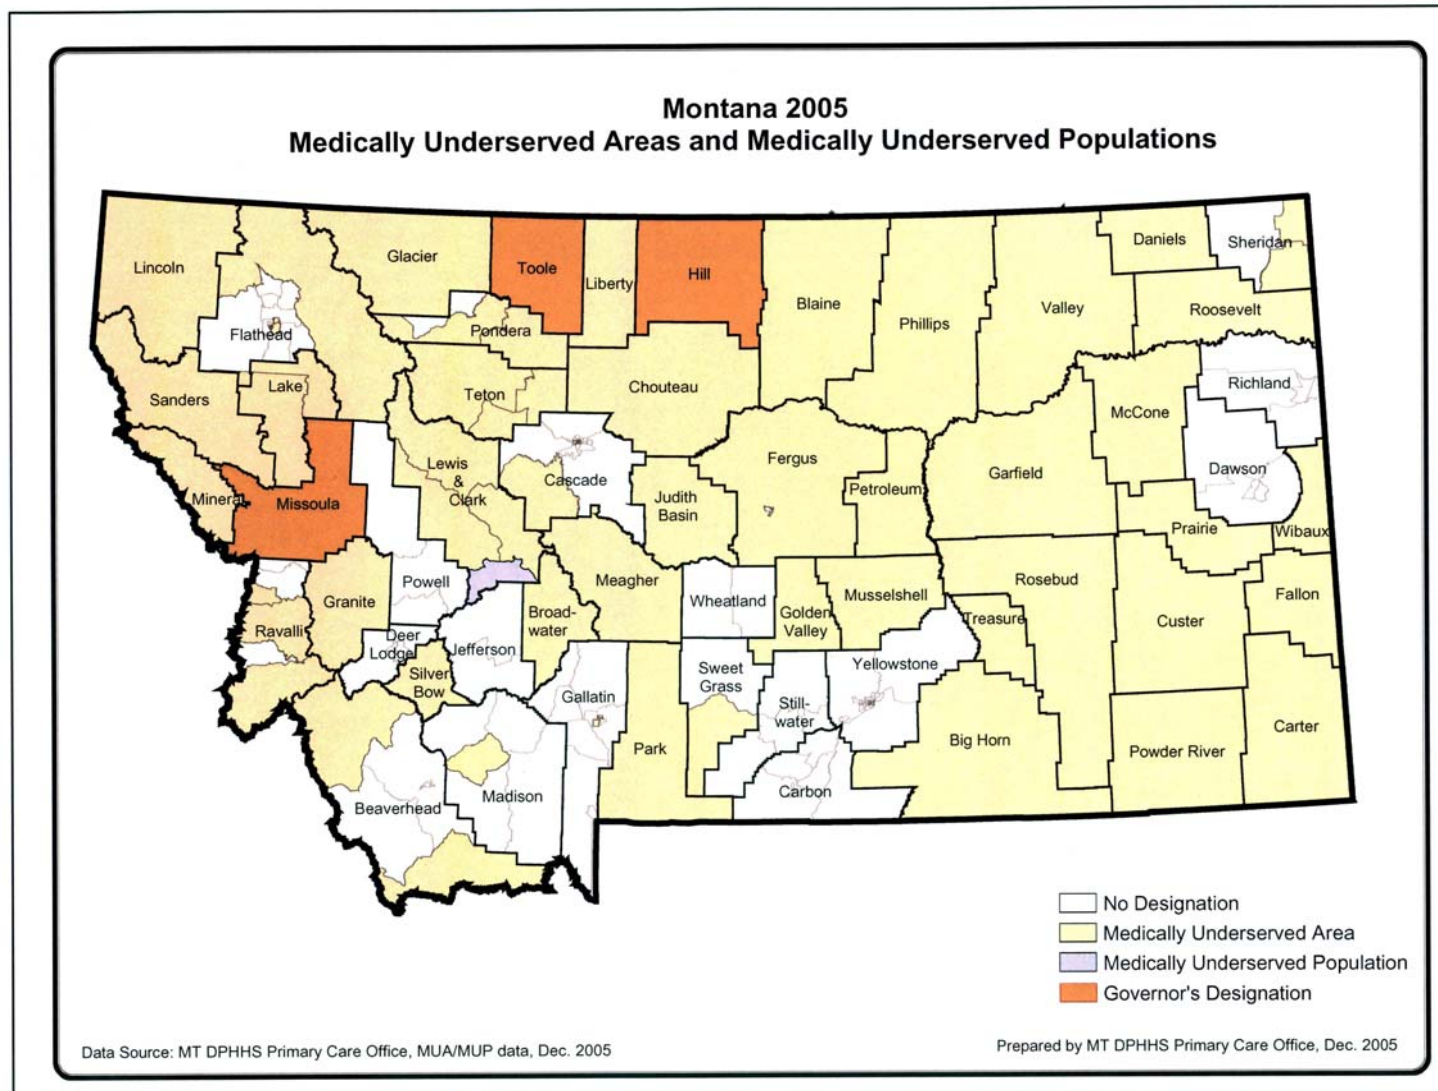 Montana 2005
Medically Underserved Areas and Medically Underserved Populations
Lincoln
Glacier
Toole
Liberty
Hill
Blaine
Phillips
Valley
Daniels
Sheridan
Roosevelt
Flathead
Pondera
Sanders
Lake
Teton
Chouteau
McCone
Richland
Dawson
Mineral
Missoula
Lewis
&
Clark
Cascade
Judith
Basin
Fergus
Petroleum
Garfield
Prairie
Wibaux
Ravalli
Granite
Powell
Deer
Lodge
Jefferson
Broad-
water
Meagher
Wheatland
Golden
Valley
Musselshell
Treasure
Rosebud
Custer
Fallon
Silver
Bow
Gallatin
Park
Sweet
Grass
Still-
water
Yellowstone
Big Horn
Powder River
Carter
Beaverhead
Madison
Carbon
No Designation
Medically Underserved Area
Medically Underserved Population
Governor's Designation
Data Source: MT DPHHS Primary Care Office, MUA/MUP data, Dec. 2005
Prepared by MT DPHHS Primary Care Office, Dec. 2005